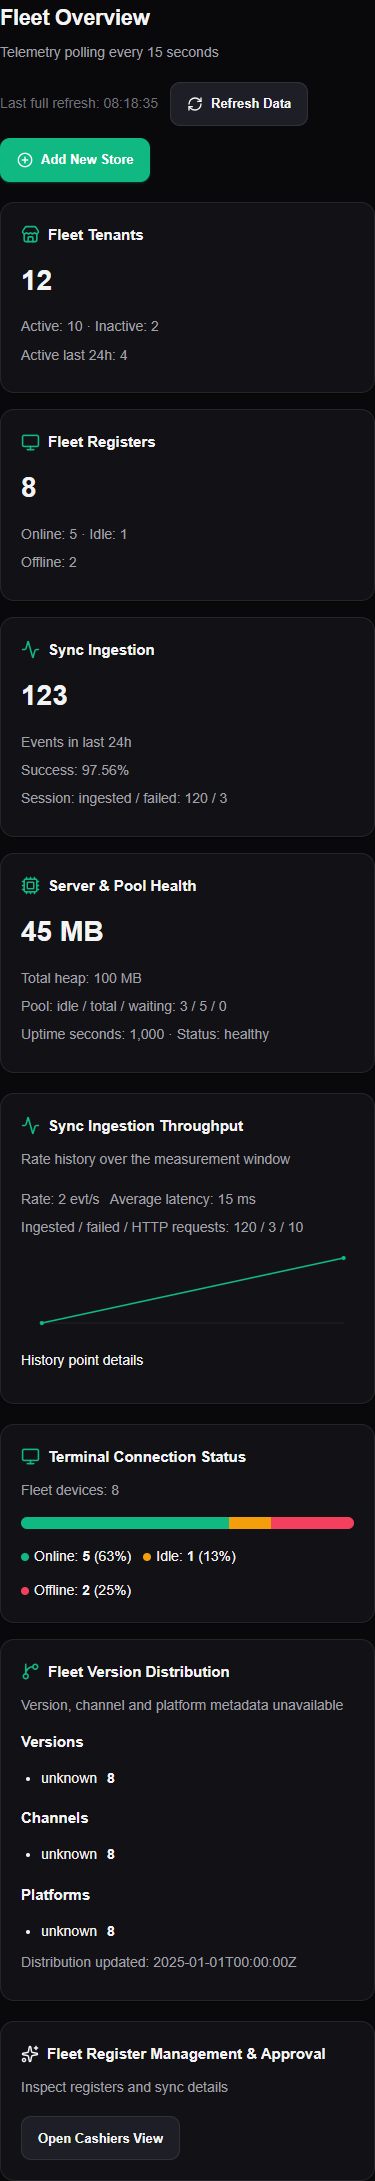 Fleet Overview
Telemetry polling every 15 seconds
Last full refresh: 08:18:35
Refresh Data
Add New Store
Fleet Tenants
12
Active: 10 · Inactive: 2
Active last 24h: 4
Fleet Registers
8
Online: 5 · Idle: 1
Offline: 2
Sync Ingestion
123
Events in last 24h
Success: 97.56%
Session: ingested / failed: 120 / 3
Server & Pool Health
45 MB
Total heap: 100 MB
Pool: idle / total / waiting: 3 / 5 / 0
Uptime seconds: 1,000 · Status: healthy
Sync Ingestion Throughput
Rate history over the measurement window
Rate: 2 evt/s Average latency: 15 ms
Ingested / failed / HTTP requests: 120 / 3 / 10
History point details
Terminal Connection Status
Fleet devices: 8
Online: 5 (63%) Idle: 1 (13%)
Offline: 2 (25%)
Fleet Version Distribution
Version, channel and platform metadata unavailable
Versions
• unknown 8
Channels
• unknown 8
Platforms
• unknown 8
Distribution updated: 2025-01-01T00:00:00Z
Fleet Register Management & Approval
Inspect registers and sync details
Open Cashiers View